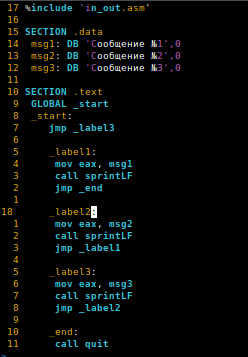 17 %include 'in_out.asm'
16
15 SECTION .data
14  msg1: DB 'Сообщение №1',0
13  msg2: DB 'Сообщение №2',0
12  msg3: DB 'Сообщение №3',0
11
10 SECTION .text
9  GLOBAL _start
8  _start:
7     jmp _label3
6
5     _label1:
4      mov eax, msg1
3      call sprintLF
2      jmp _end
1
18     _label2:
1      mov eax, msg2
2      call sprintLF
3      jmp _label1
4
5     _label3:
6      mov eax, msg3
7      call sprintLF
8      jmp _label2
9
10     _end:
11      call quit
~